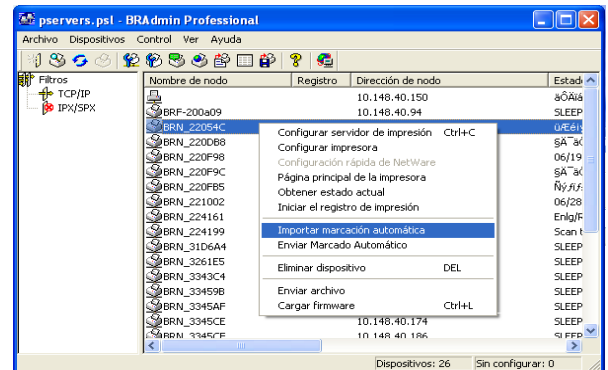 pservers.psl - BRAdmin Professional
Archivo Dispositivos Control Ver Ayuda
Filtros
TCP/IP
IPX/SPX
Nombre de nodo Registro Dirección de nodo Estado
10.148.40.150
BRF-200a09 10.148.40.94 SLEEP
BRN_22054C
BRN_220DB8
BRN_220F98 06/19
BRN_220F9C
BRN_220FB5
BRN_221002 06/28
BRN_224161 Enlg/F
BRN_224199 Scan t
BRN_31D6A4 SLEEP
BRN_3261E5 SLEEP
BRN_3343C4 SLEEP
BRN_33459B SLEEP
BRN_3345AF SLEEP
BRN_3345CE 10.148.40.174 SLEEP
BRN_3345CF 10.148.40.186 SLEEP
Configurar servidor de impresión Ctrl+C
Configurar impresora
Configuración rápida de NetWare
Página principal de la impresora
Obtener estado actual
Iniciar el registro de impresión
Importar marcación automática
Enviar Marcado Automático
Eliminar dispositivo DEL
Enviar archivo
Cargar firmware Ctrl+L
Dispositivos: 26 Sin configurar: 0